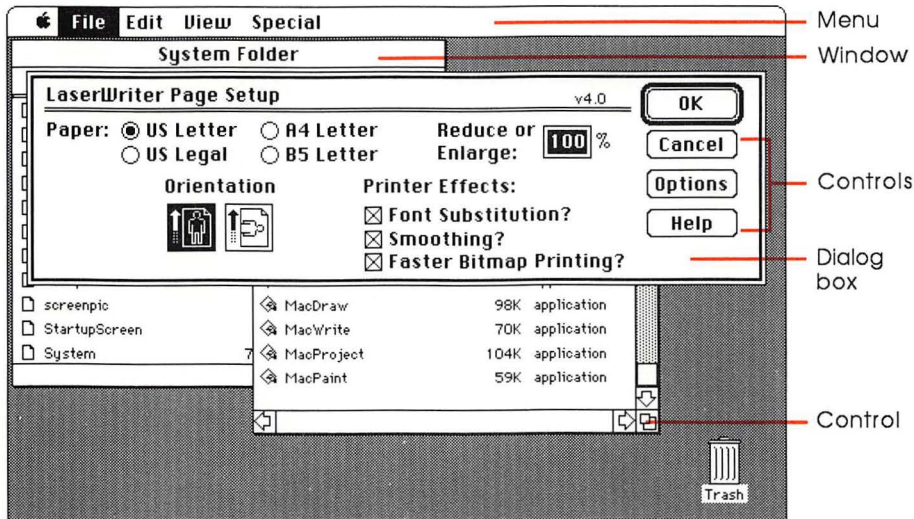 File Edit View Special
Menu
System Folder
Window
LaserWriter Page Setup v4.0 OK
Paper: US Letter A4 Letter Reduce or 100 % Cancel
US Legal B5 Letter Enlarge:
Orientation Printer Effects: Options
Controls
Font Substitution? Help
Smoothing?
Faster Bitmap Printing?
Dialog
box
screenpic MacDraw 98K application
StartupScreen MacWrite 70K application
System 7 MacProject 104K application
MacPaint 59K application
Control
Trash